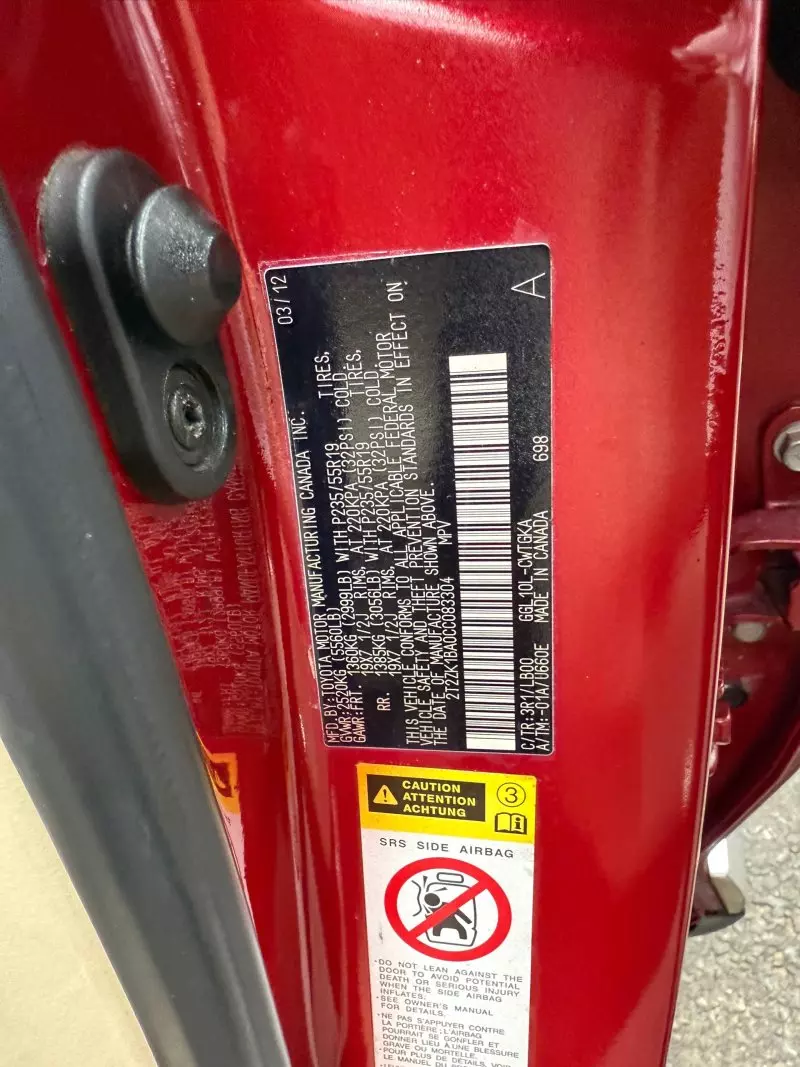 03/12
MFD.BY:TOYOTA MOTOR MANUFACTURING CANADA INC.
GVWR:2520KG(5560LB)
GAWR:FRT. 1360KG(2999LB) WITH P235/55R19 TIRES,
19X7 1/2J RIMS, AT 220KPA (32PSI) COLD.
RR. 1385KG(3056LB) WITH P235/55R19 TIRES,
19X7 1/2J RIMS, AT 220KPA (32PSI) COLD.
THIS VEHICLE CONFORMS TO ALL APPLICABLE FEDERAL MOTOR
VEHICLE SAFETY AND THEFT PREVENTION STANDARDS IN EFFECT ON
THE DATE OF MANUFACTURE SHOWN ABOVE.
2T2ZK1BA0CC083304 MPV
C/TR:3R1/LB00 GGL10L-CWTGKA 698
A/TM:-01A/U660E MADE IN CANADA
A
CAUTION
ATTENTION
ACHTUNG
3
SRS SIDE AIRBAG
·DO NOT LEAN AGAINST THE
DOOR TO AVOID POTENTIAL
DEATH OR SERIOUS INJURY
WHEN THE SIDE AIRBAG
INFLATES.
·SEE OWNER'S MANUAL
FOR DETAILS.
·NE PAS S'APPUYER CONTRE
LA PORTIÈRE; L'AIRBAG
POURRAIT SE GONFLER ET
DONNER LIEU À UNE BLESSURE
GRAVE OU MORTELLE.
·POUR PLUS DE DÉTAILS, VOIR
LE MANUEL DU